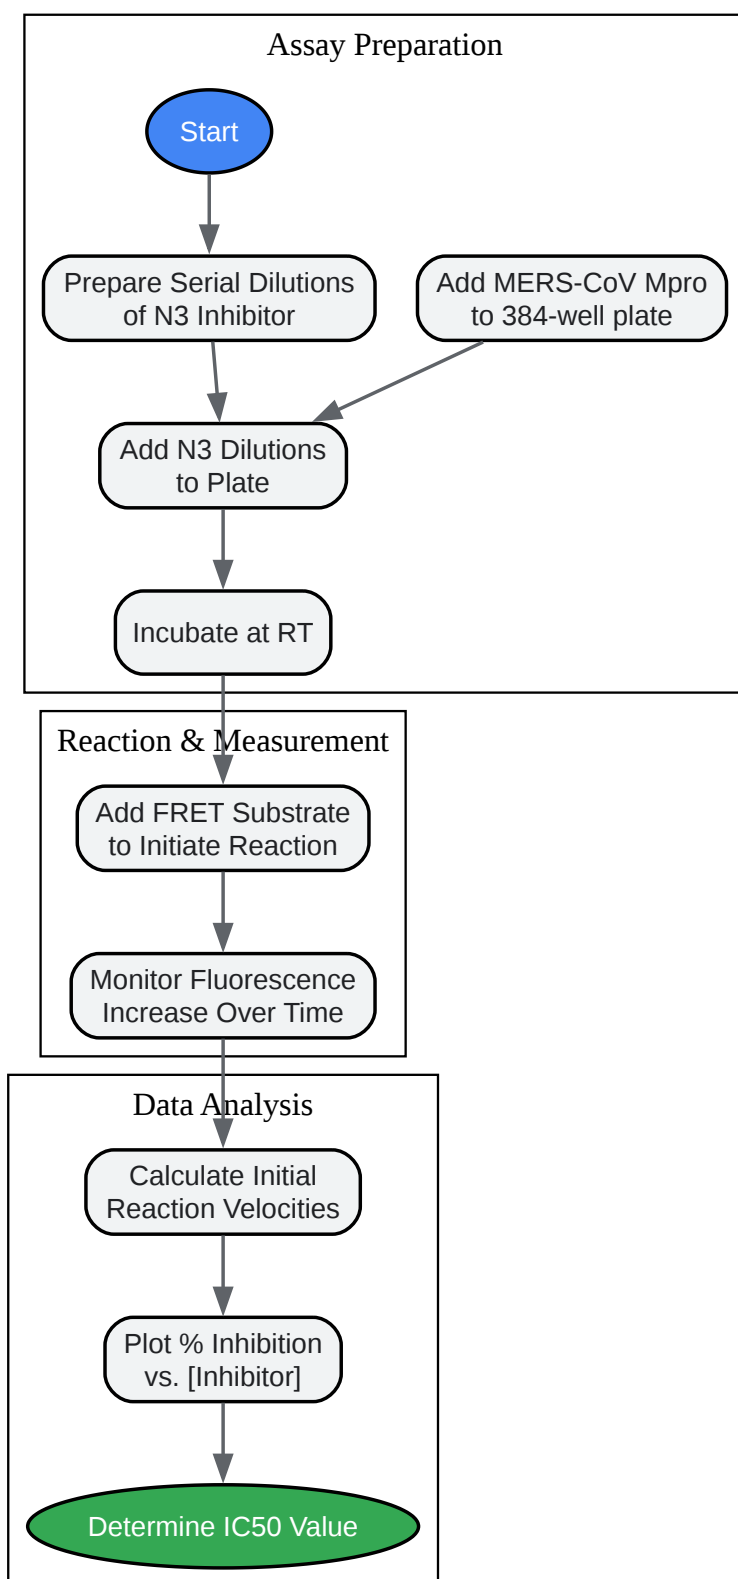 Assay Preparation
Start
Prepare Serial Dilutions
of N3 Inhibitor
Add MERS-CoV Mpro
to 384-well plate
Add N3 Dilutions
to Plate
Incubate at RT
Reaction & Measurement
Add FRET Substrate
to Initiate Reaction
Monitor Fluorescence
Increase Over Time
Data Analysis
Calculate Initial
Reaction Velocities
Plot % Inhibition
vs. [Inhibitor]
Determine IC50 Value